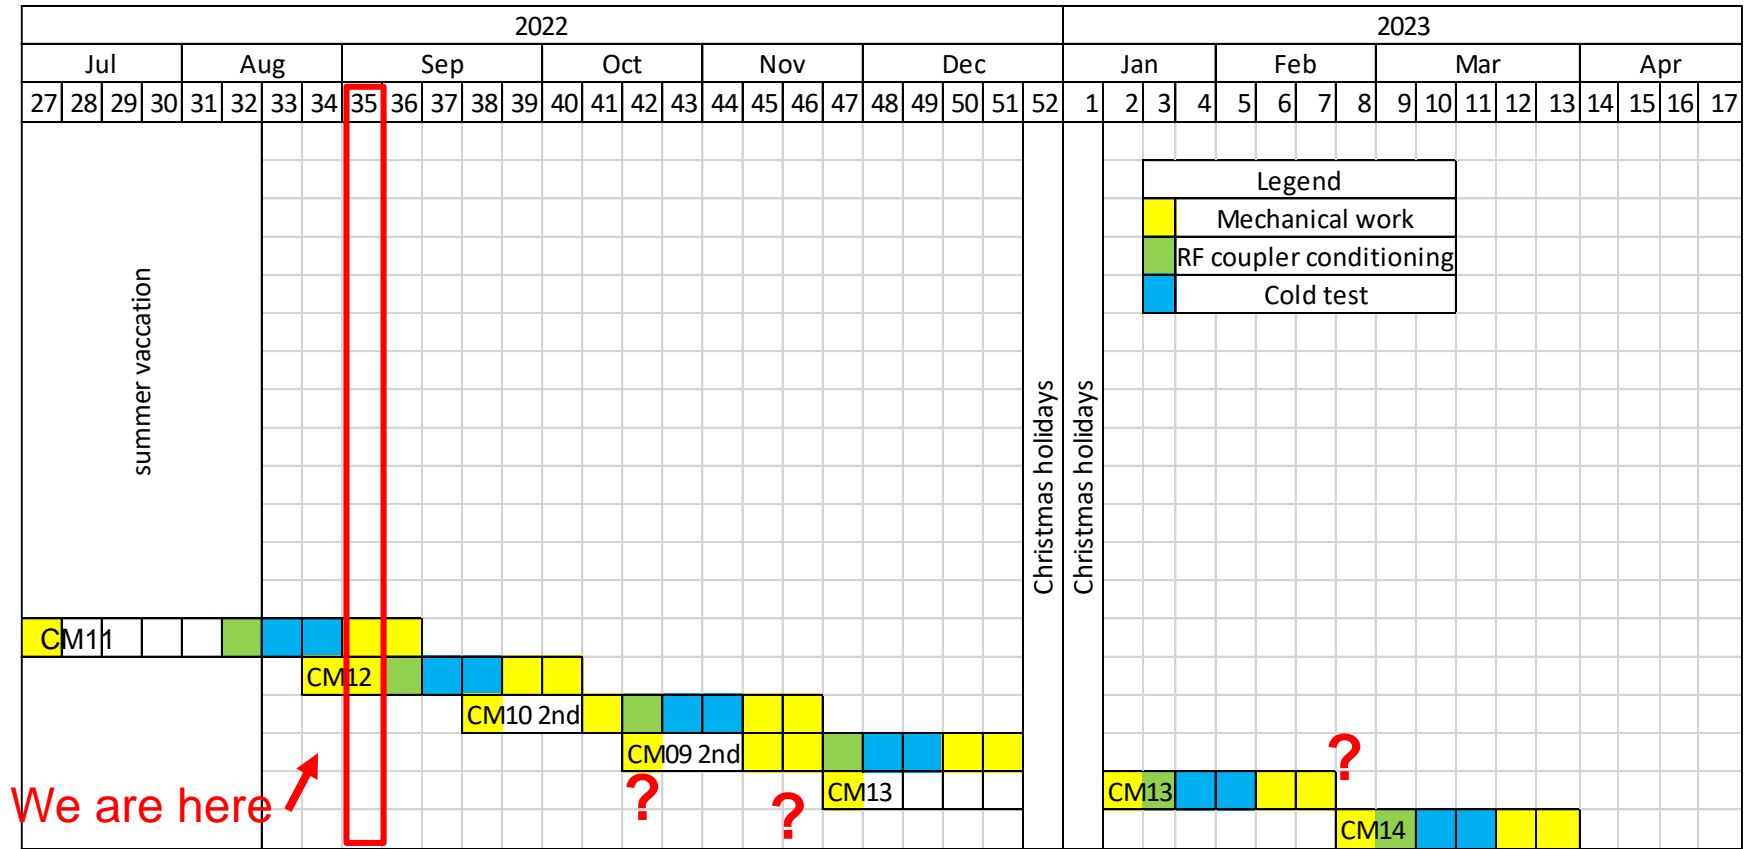 2022 2023
Jul Aug Sep Oct Nov Dec Jan Feb Mar Apr
27 28 29 30 31 32 33 34 35 36 37 38 39 40 41 42 43 44 45 46 47 48 49 50 51 52 1 2 3 4 5 6 7 8 9 10 11 12 13 14 15 16 17
summer vaccation
Christmas holidays
Christmas holidays
Legend
Mechanical work
RF coupler conditioning
Cold test
CM11
CM12
CM10 2nd
CM09 2nd
?
We are here
?
?
CM13
CM13
CM14